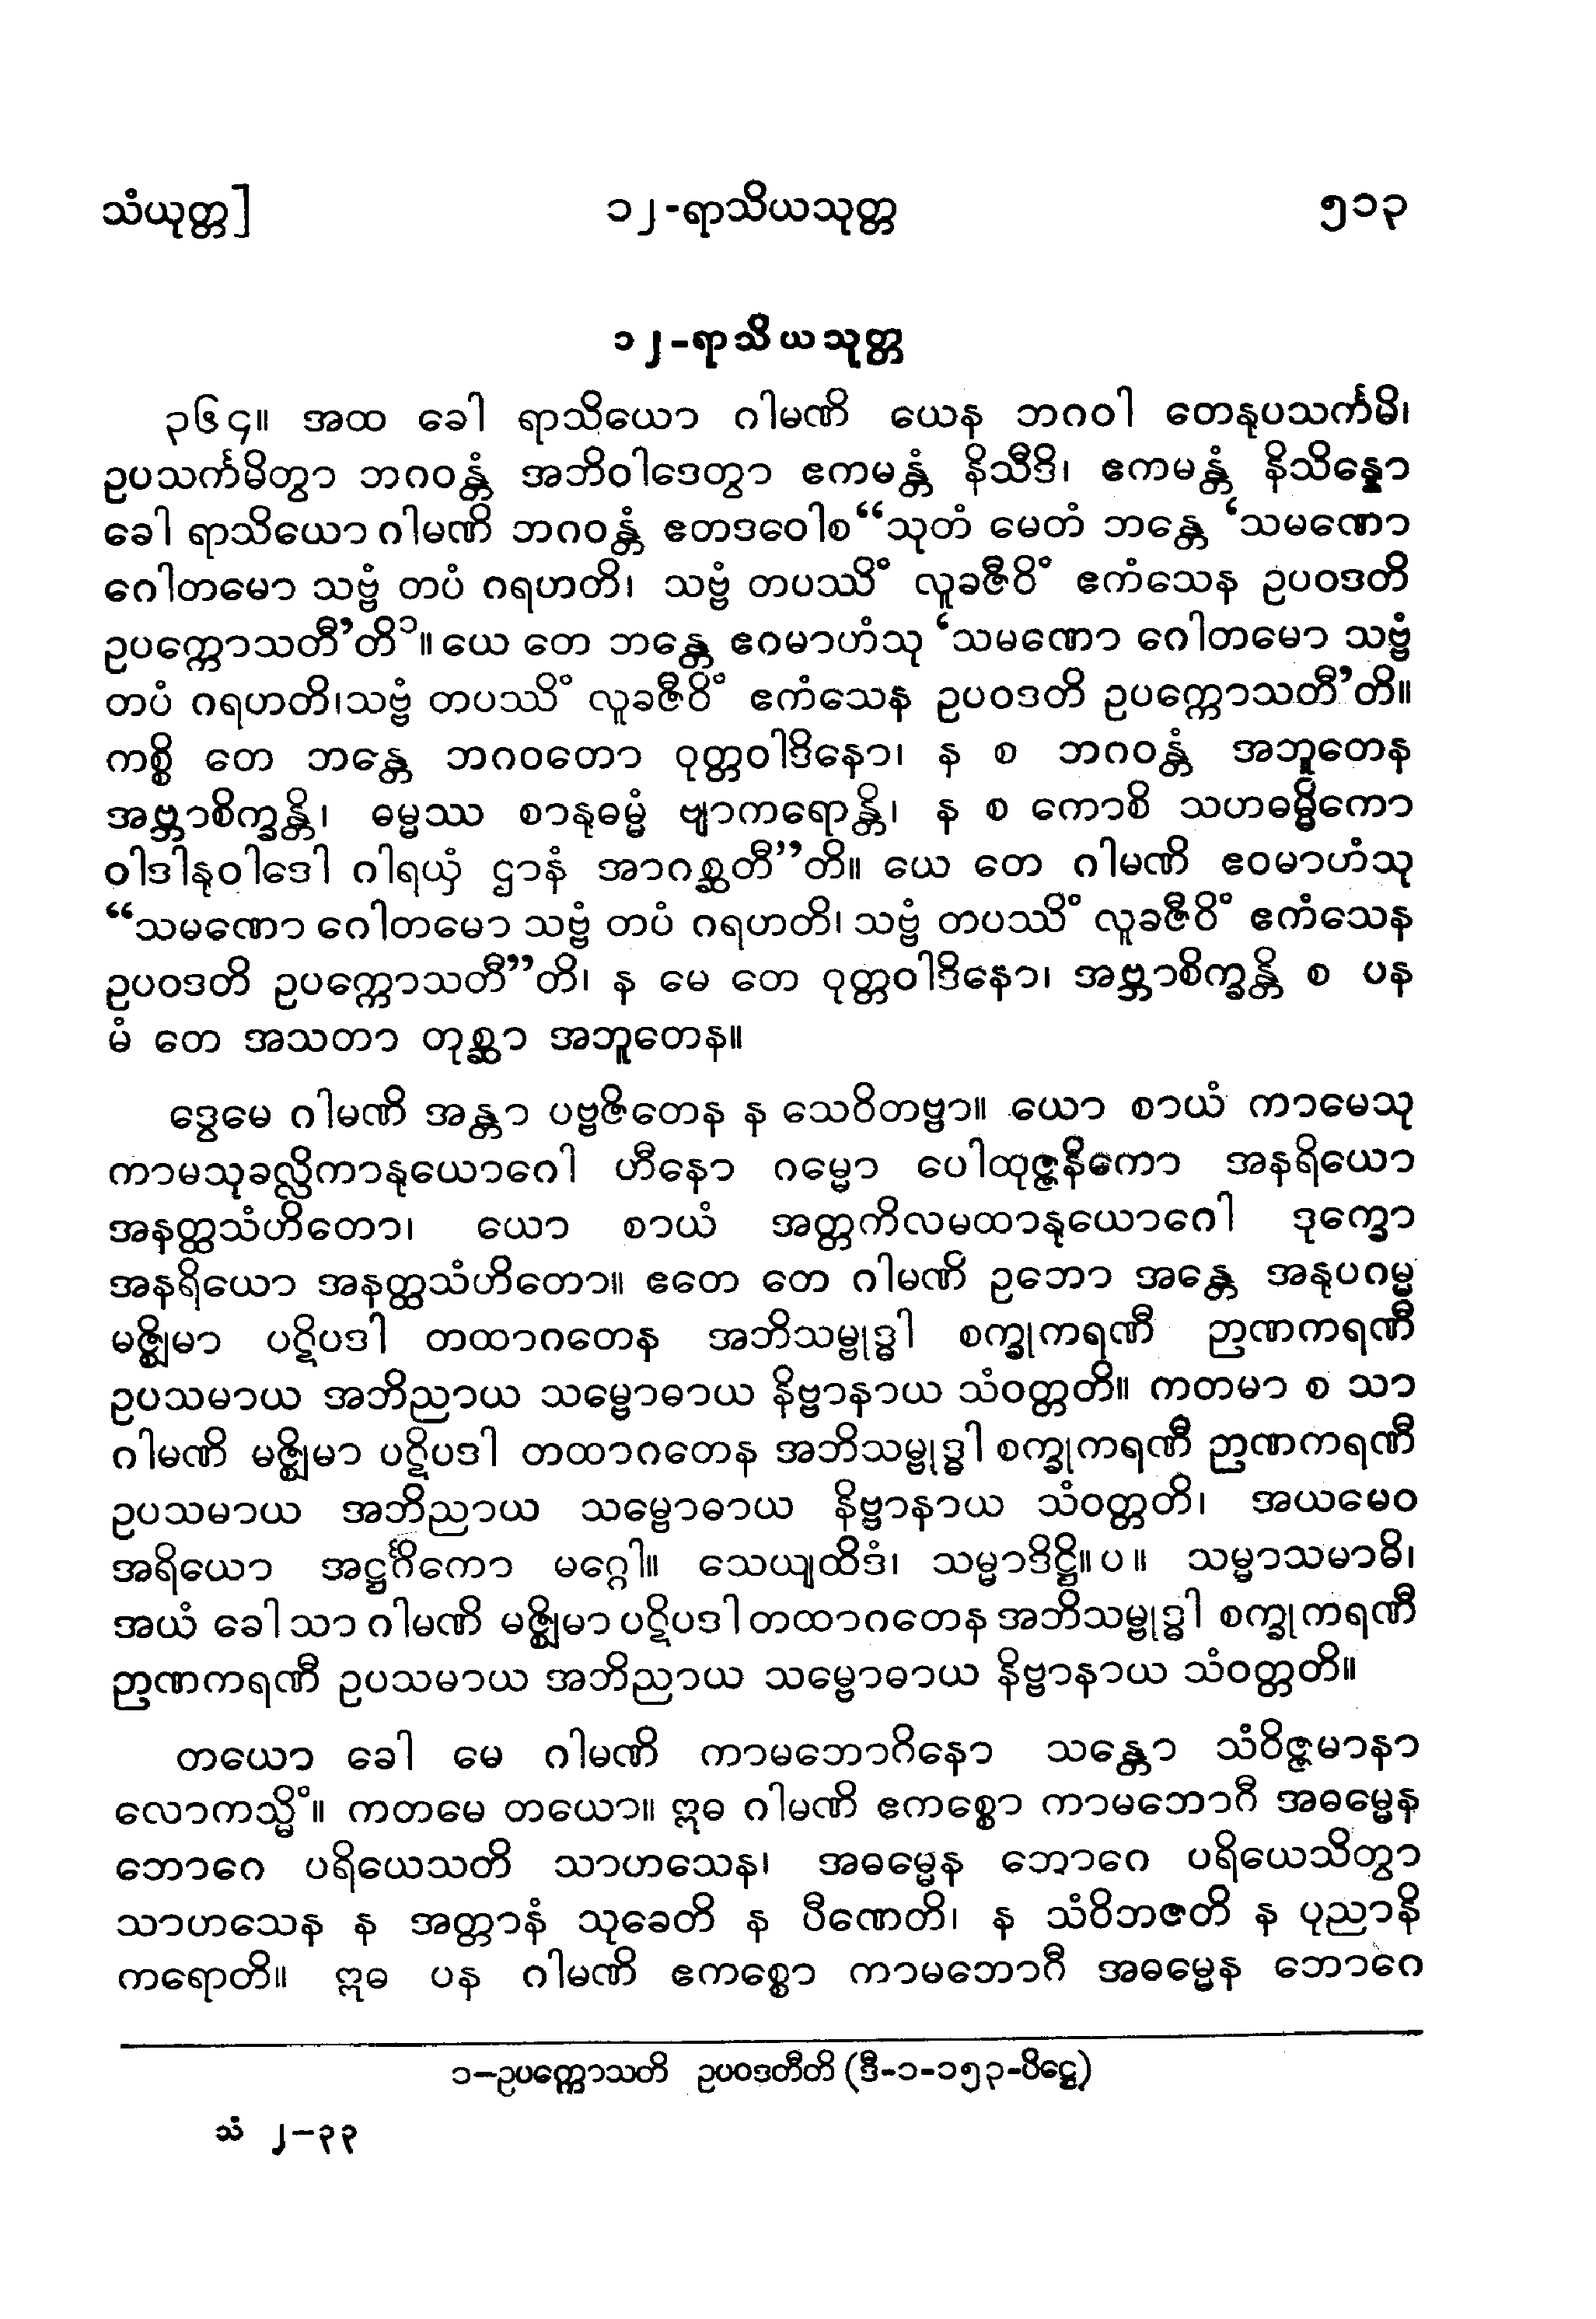 သံယုတ္တ] ၁၂-ရာသိယသုတ္တ ၅၁၃
၁၂-ရာသိယသုတ္တ
၃၆၄။ အထ ခေါ ရာသိယော ဂါမဏိ ယေန ဘဂဝါ တေနုပသင်္ကမိ၊
ဥပသင်္ကမိတွာ ဘဂဝန္တံ အဘိဝါဒေတွာ ဧကမန္တံ နိသီဒိ၊ ဧကမန္တံ နိသိန္နော
ခေါ ရာသိယော ဂါမဏိ ဘဂဝန္တံ ဧတဒဝေါစ “သုတံ မေတံ ဘန္တေ ‘သမဏော
ဂေါတမော သဗ္ဗံ တပံ ဂရဟတိ၊ သဗ္ဗံ တပဿိံ လူခဇီဝိံ ဧကံသေန ဥပဝဒတိ
ဥပက္ကောသတီ’တိ၁။ ယေ တေ ဘန္တေ ဧဝမာဟံသု ‘သမဏော ဂေါတမော သဗ္ဗံ
တပံ ဂရဟတိ၊သဗ္ဗံ တပဿိံ လူခဇီဝိံ ဧကံသေန ဥပဝဒတိ ဥပက္ကောသတီ’တိ။
ကစ္စိ တေ ဘန္တေ ဘဂဝတော ဝုတ္တဝါဒိနော၊ န စ ဘဂဝန္တံ အဘူတေန
အဗ္ဘာစိက္ခန္တိ၊ ဓမ္မဿ စာနုဓမ္မံ ဗျာကရောန္တိ၊ န စ ကောစိ သဟဓမ္မိကော
ဝါဒါနုဝါဒေါ ဂါရယှံ ဌာနံ အာဂစ္ဆတီ”တိ။ ယေ တေ ဂါမဏိ ဧဝမာဟံသု
“သမဏော ဂေါတမော သဗ္ဗံ တပံ ဂရဟတိ၊ သဗ္ဗံ တပဿိံ လူခဇီဝိံ ဧကံသေန
ဥပဝဒတိ ဥပက္ကောသတီ”တိ၊ န မေ တေ ဝုတ္တဝါဒိနော၊ အဗ္ဘာစိက္ခန္တိ စ ပန
မံ တေ အသတာ တုစ္ဆာ အဘူတေန။
ဒွေမေ ဂါမဏိ အန္တာ ပဗ္ဗဇိတေန န သေဝိတဗ္ဗာ။ ယော စာယံ ကာမေသု
ကာမသုခလ္လိကာနုယောဂေါ ဟီနော ဂမ္မော ပေါထုဇ္ဇနိကော အနရိယော
အနတ္ထသံဟိတော၊ ယော စာယံ အတ္တကိလမထာနုယောဂေါ ဒုက္ခော
အနရိယော အနတ္ထသံဟိတော။ ဧတေ တေ ဂါမဏိ ဥဘော အန္တေ အနုပဂမ္မ
မဇ္ဈိမာ ပဋိပဒါ တထာဂတေန အဘိသမ္ဗုဒ္ဓါ စက္ခုကရဏီ ဉာဏကရဏီ
ဥပသမာယ အဘိညာယ သမ္ဗောဓာယ နိဗ္ဗာနာယ သံဝတ္တတိ။ ကတမာ စ သာ
ဂါမဏိ မဇ္ဈိမာ ပဋိပဒါ တထာဂတေန အဘိသမ္ဗုဒ္ဓါ စက္ခုကရဏီ ဉာဏကရဏီ
ဥပသမာယ အဘိညာယ သမ္ဗောဓာယ နိဗ္ဗာနာယ သံဝတ္တတိ၊ အယမေဝ
အရိယော အဋ္ဌင်္ဂိကော မဂ္ဂေါ။ သေယျထိဒံ၊ သမ္မာဒိဋ္ဌိ။ပ။ သမ္မာသမာဓိ၊
အယံ ခေါ သာ ဂါမဏိ မဇ္ဈိမာ ပဋိပဒါ တထာဂတေန အဘိသမ္ဗုဒ္ဓါ စက္ခုကရဏီ
ဉာဏကရဏီ ဥပသမာယ အဘိညာယ သမ္ဗောဓာယ နိဗ္ဗာနာယ သံဝတ္တတိ။
တယော ခေါ မေ ဂါမဏိ ကာမဘောဂိနော သန္တော သံဝိဇ္ဇမာနာ
လောကသ္မိံ။ ကတမေ တယော။ ဣဓ ဂါမဏိ ဧကစ္စော ကာမဘောဂီ အဓမ္မေန
ဘောဂေ ပရိယေသတိ သာဟသေန၊ အဓမ္မေန ဘောဂေ ပရိယေသိတွာ
သာဟသေန န အတ္တာနံ သုခေတိ န ပီဏေတိ၊ န သံဝိဘဇတိ န ပုညာနိ
ကရောတိ။ ဣဓ ပန ဂါမဏိ ဧကစ္စော ကာမဘောဂီ အဓမ္မေန ဘောဂေ
၁−ဥပက္ကောသတိ ဥပဝဒတီတိ (ဒီ-၁-၁၅၃-ပိဋ္ဌေ)
သံ ၂−၃၃